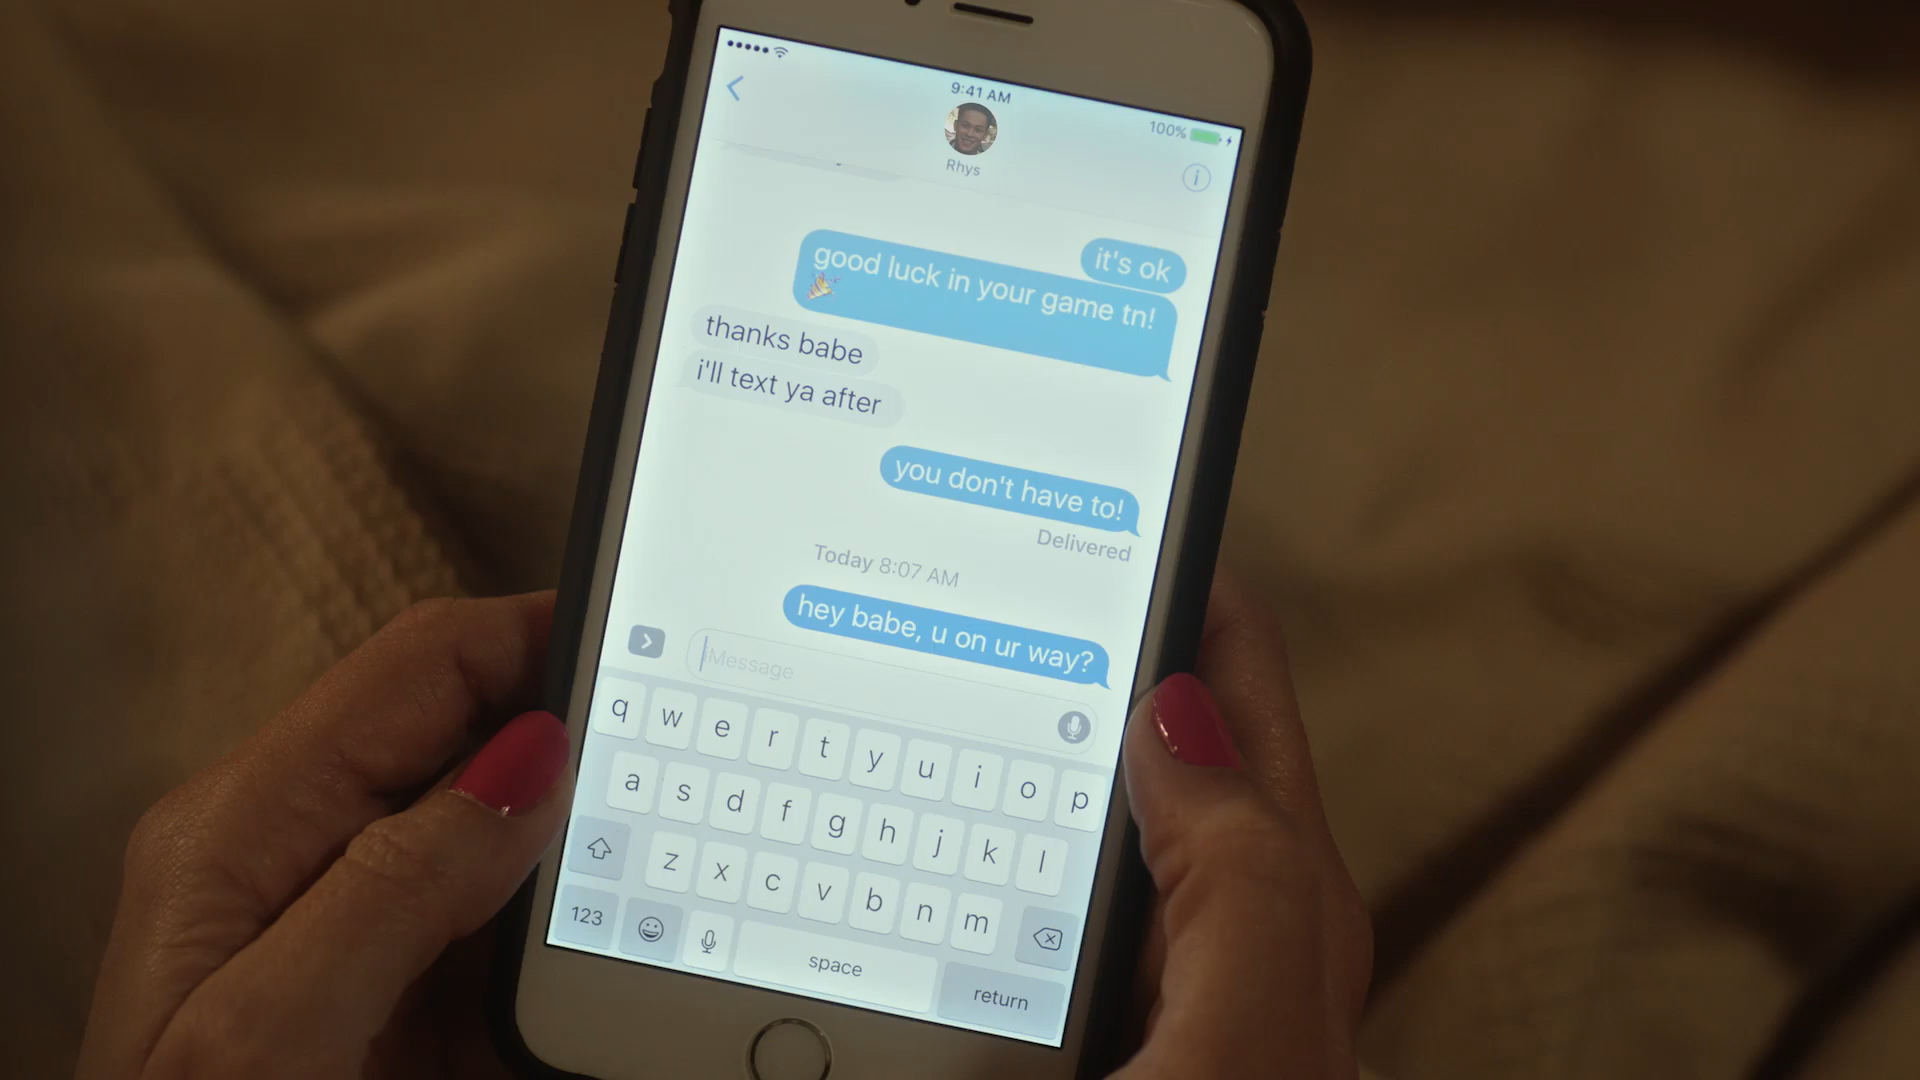 9:41 AM
100%
Rhys
i
it's ok
good luck in your game tn!
thanks babe
i'll text ya after
you don't have to!
Delivered
Today 8:07 AM
hey babe, u on ur way?
iMessage
q w e r t y u i o p
a s d f g h j k l
z x c v b n m
123
space
return